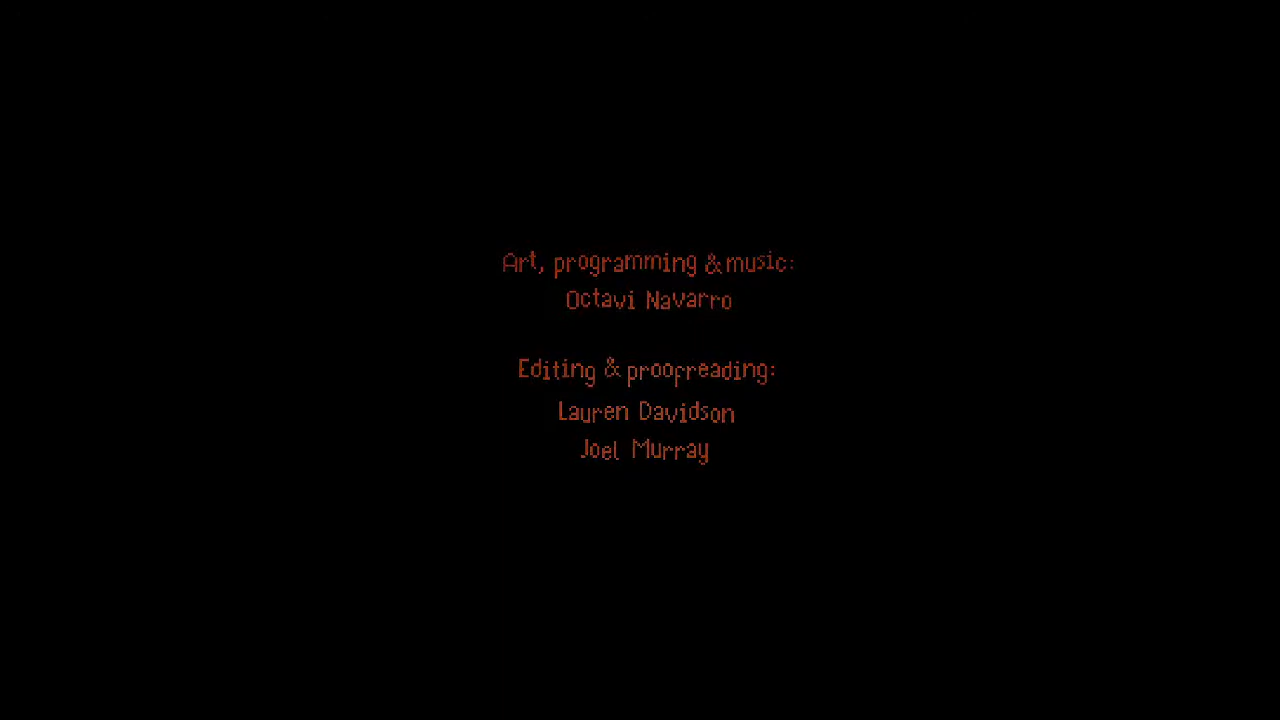 Art, programming & music:
Octavi Navarro
Editing & proofreading:
Lauren Davidson
Joel Murray